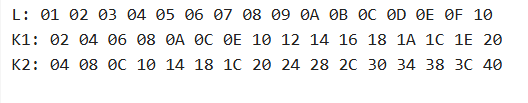 L: 01 02 03 04 05 06 07 08 09 0A 0B 0C 0D 0E 0F 10
K1: 02 04 06 08 0A 0C 0E 10 12 14 16 18 1A 1C 1E 20
K2: 04 08 0C 10 14 18 1C 20 24 28 2C 30 34 38 3C 40